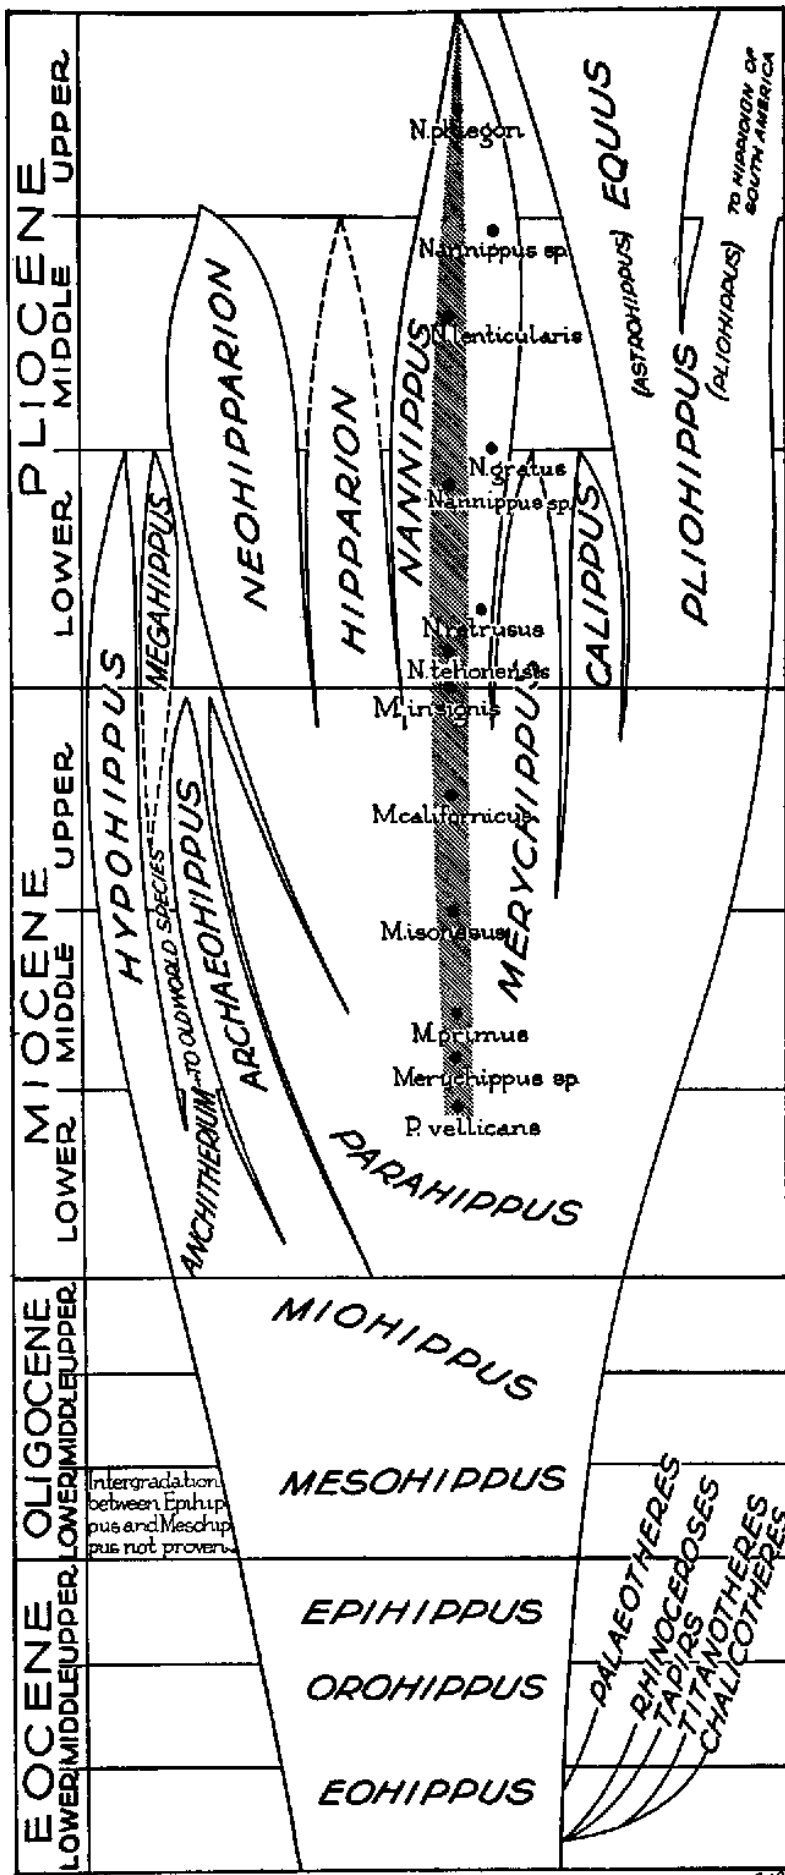 PLIOCENE
UPPER
MIDDLE
LOWER
MIOCENE
UPPER
MIDDLE
LOWER
OLIGOCENE
UPPER
MIDDLE
LOWER
EOCENE
UPPER
MIDDLE
LOWER
N. phlegon
Nannippus sp.
N. lenticularis
N. gratus
Nannippus sp.
N. retrusus
N. tehonensis
M. insignis
M. californicus
M. isonesus
M. primus
Merychippus sp.
P. vellicans
EQUUS
(ASTROHIPPUS)
TO HIPPIDION OF
SOUTH AMERICA
(PLIOHIPPUS)
PLIOHIPPUS
NEOHIPPARION
HIPPARION
NANNIPPUS
CALIPPUS
MERYCHIPPUS
HYPOHIPPUS
MEGAHIPPUS
ARCHAEOHIPPUS
ANCHITHERIUM--TO OLD WORLD SPECIES
PARAHIPPUS
MIOHIPPUS
MESOHIPPUS
Intergradation
between Epihip
pus and Mesohip
pus not proven
EPIHIPPUS
OROHIPPUS
EOHIPPUS
PALAEOTHERES
RHINOCEROSES
TAPIRS
TITANOTHERES
CHALICOTHERES